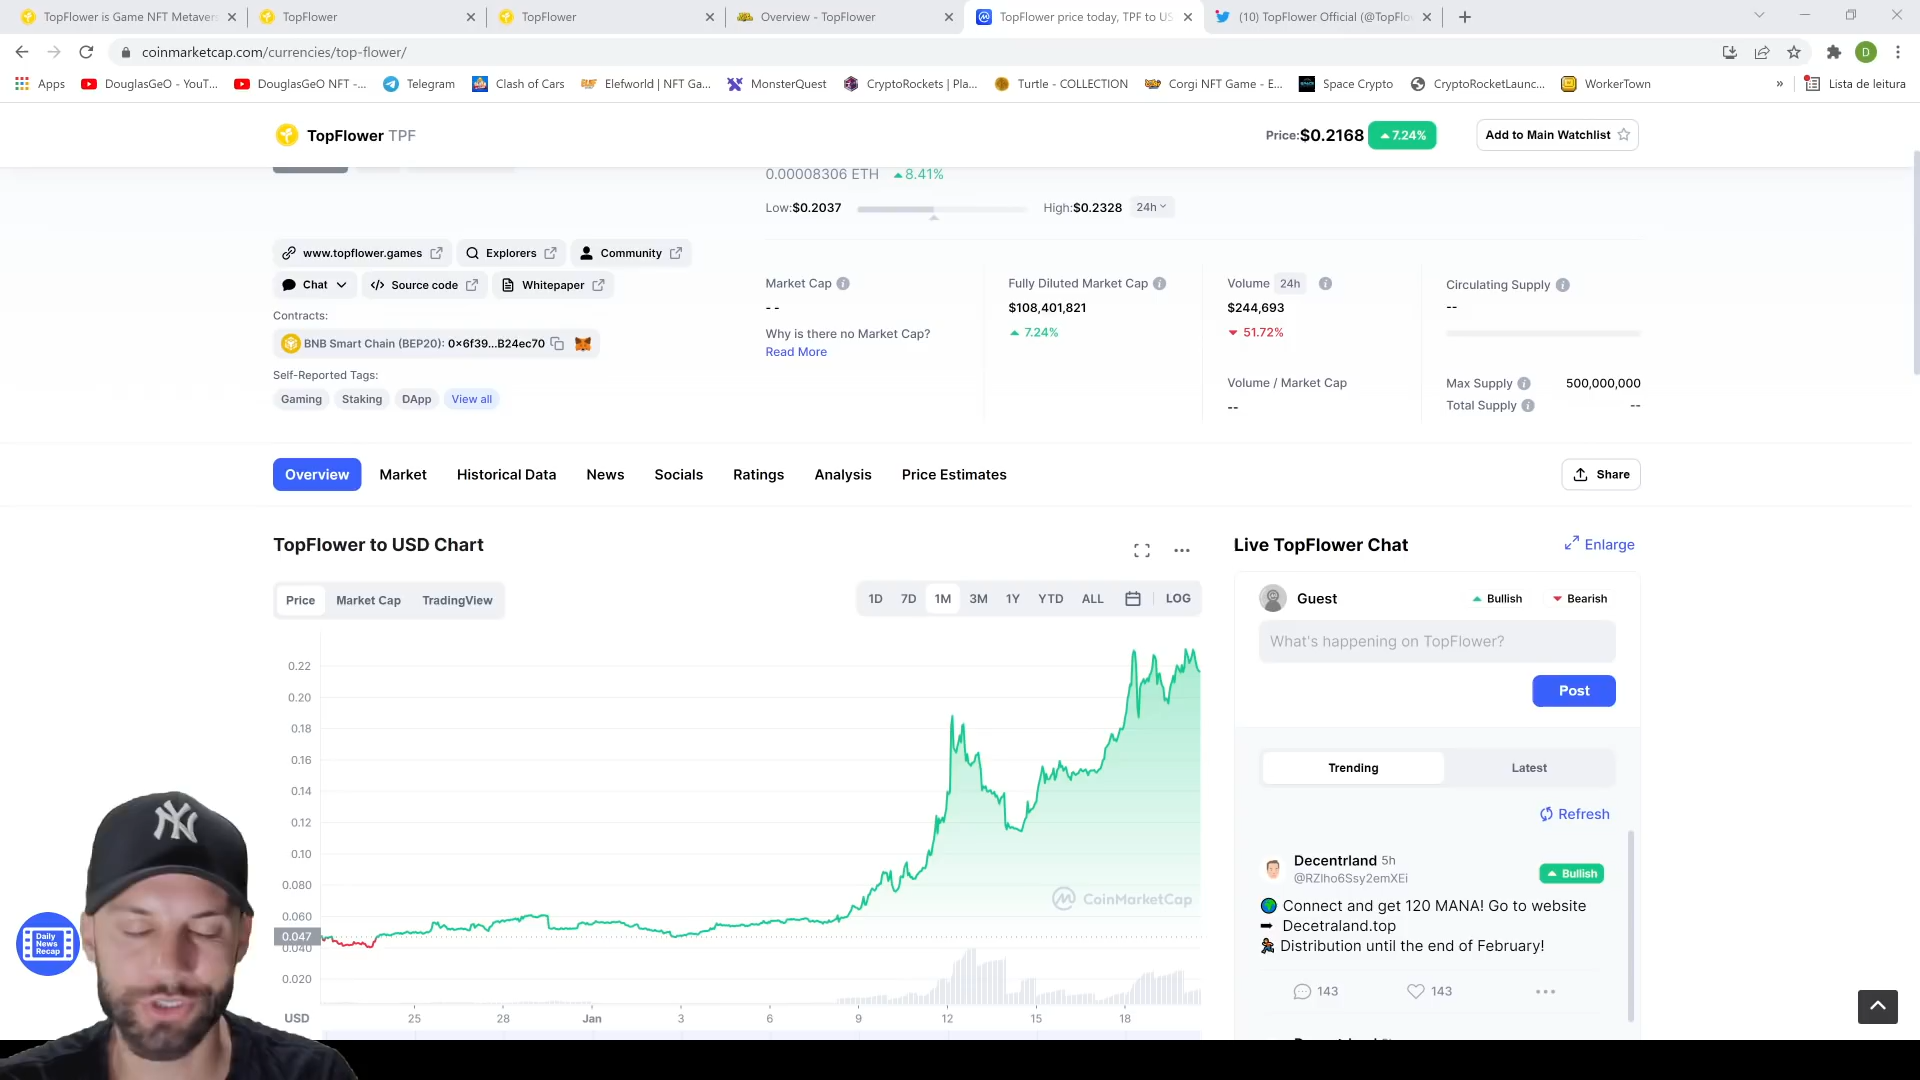 TopFlower is Game NFT Metavers
TopFlower
TopFlower
Overview - TopFlower
TopFlower price today, TPF to US
(10) TopFlower Official (@TopFlo
coinmarketcap.com/currencies/top-flower/
D
Apps
DouglasGeO - YouT...
DouglasGeO NFT -...
Telegram
Clash of Cars
Elefworld | NFT Ga...
MonsterQuest
CryptoRockets | Pla...
Turtle - COLLECTION
Corgi NFT Game - E...
Space Crypto
CryptoRocketLaunc...
WorkerTown
»
Lista de leitura
TopFlower TPF
Price: $0.2168
7.24%
Add to Main Watchlist
0.00008306 ETH
8.41%
Low: $0.2037
High: $0.2328
24h
www.topflower.games
Explorers
Community
Chat
Source code
Whitepaper
Contracts:
BNB Smart Chain (BEP20): 0x6f39...B24ec70
Self-Reported Tags:
Gaming
Staking
DApp
View all
Market Cap
- -
Why is there no Market Cap?
Read More
Fully Diluted Market Cap
$108,401,821
7.24%
Volume 24h
$244,693
51.72%
Volume / Market Cap
--
Circulating Supply
--
Max Supply
500,000,000
Total Supply
--
Overview
Market
Historical Data
News
Socials
Ratings
Analysis
Price Estimates
Share
TopFlower to USD Chart
Price
Market Cap
TradingView
1D
7D
1M
3M
1Y
YTD
ALL
LOG
0.22
0.20
0.18
0.16
0.14
0.12
0.10
0.080
0.060
0.047
0.040
0.020
USD
25
28
Jan
3
6
9
12
15
18
CoinMarketCap
Live TopFlower Chat
Enlarge
Guest
Bullish
Bearish
What's happening on TopFlower?
Post
Trending
Latest
Refresh
Decentrland 5h
@RZlho6Ssy2emXEi
Bullish
Connect and get 120 MANA! Go to website
Decetraland.top
Distribution until the end of February!
143
143
NY
Daily
News
Recap